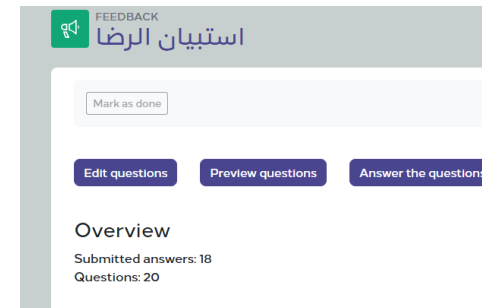 FEEDBACK
استبيان الرضا
Mark as done
Edit questions
Preview questions
Answer the questions
Overview
Submitted answers: 18
Questions: 20